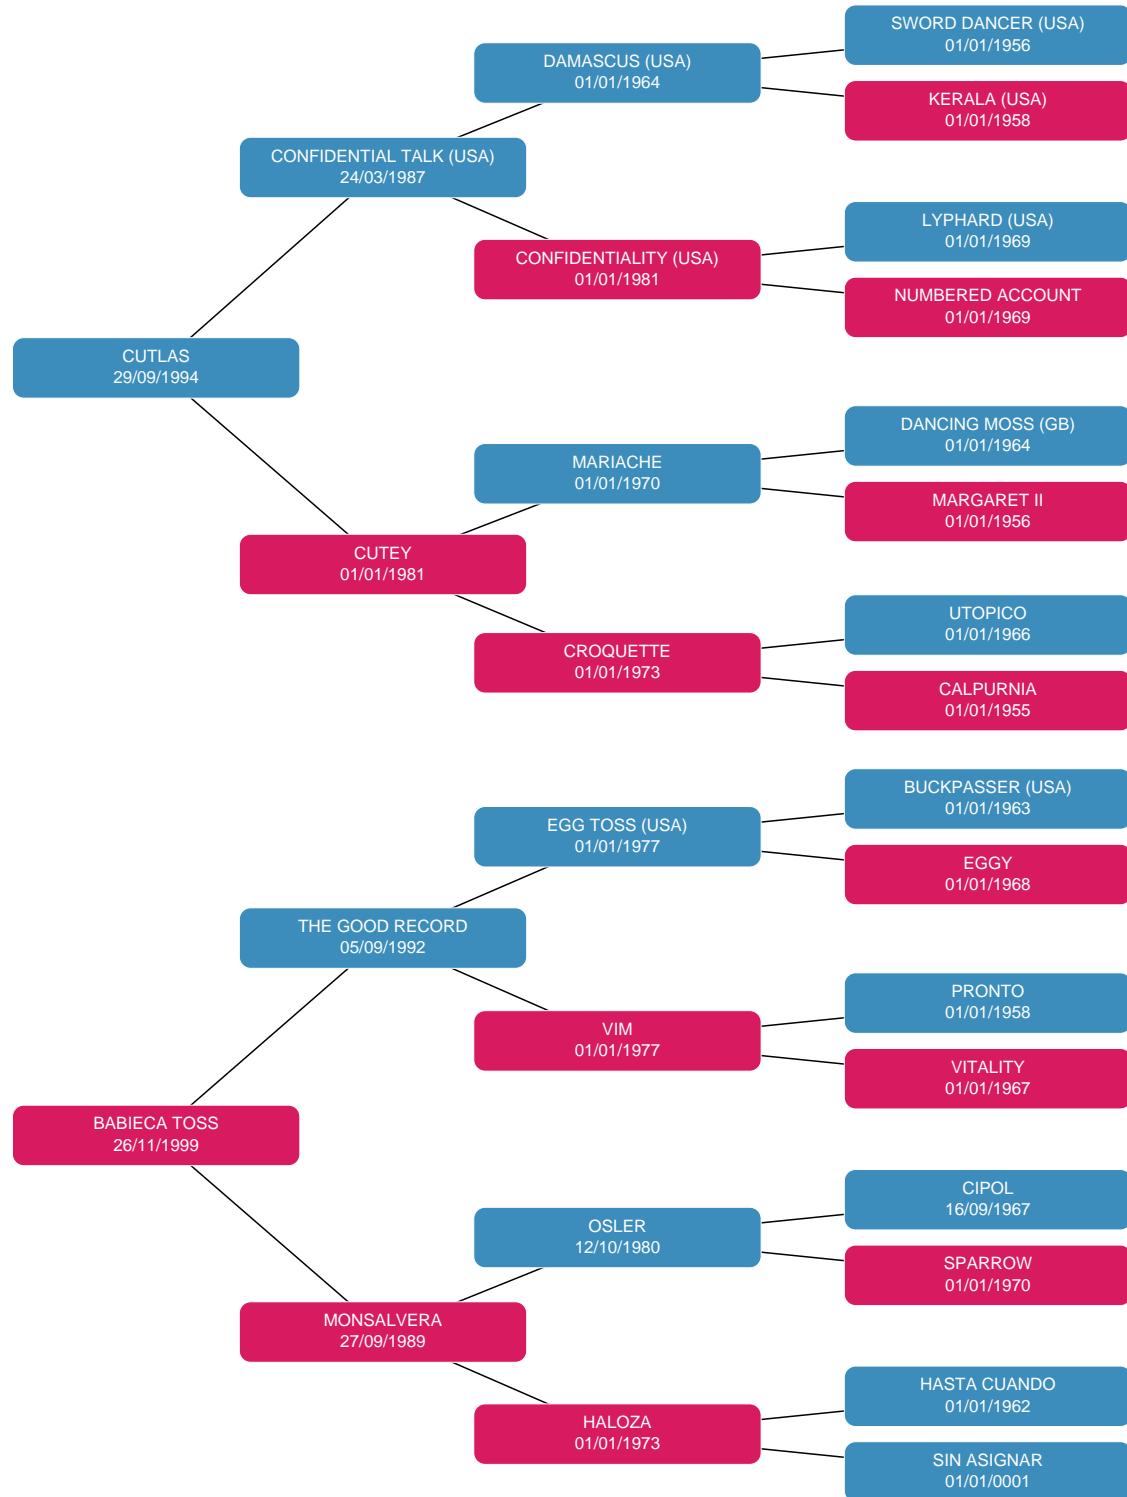 SWORD DANCER (USA)
01/01/1956
DAMASCUS (USA)
01/01/1964
KERALA (USA)
01/01/1958
CONFIDENTIAL TALK (USA)
24/03/1987
LYPHARD (USA)
01/01/1969
CONFIDENTIALITY (USA)
01/01/1981
NUMBERED ACCOUNT
01/01/1969
CUTLAS
29/09/1994
DANCING MOSS (GB)
01/01/1964
MARIACHE
01/01/1970
MARGARET II
01/01/1956
CUTEY
01/01/1981
UTOPICO
01/01/1966
CROQUETTE
01/01/1973
CALPURNIA
01/01/1955
BUCKPASSER (USA)
01/01/1963
EGG TOSS (USA)
01/01/1977
EGGY
01/01/1968
THE GOOD RECORD
05/09/1992
PRONTO
01/01/1958
VIM
01/01/1977
VITALITY
01/01/1967
BABIECA TOSS
26/11/1999
CIPOL
16/09/1967
OSLER
12/10/1980
SPARROW
01/01/1970
MONSALVERA
27/09/1989
HASTA CUANDO
01/01/1962
HALOZA
01/01/1973
SIN ASIGNAR
01/01/0001